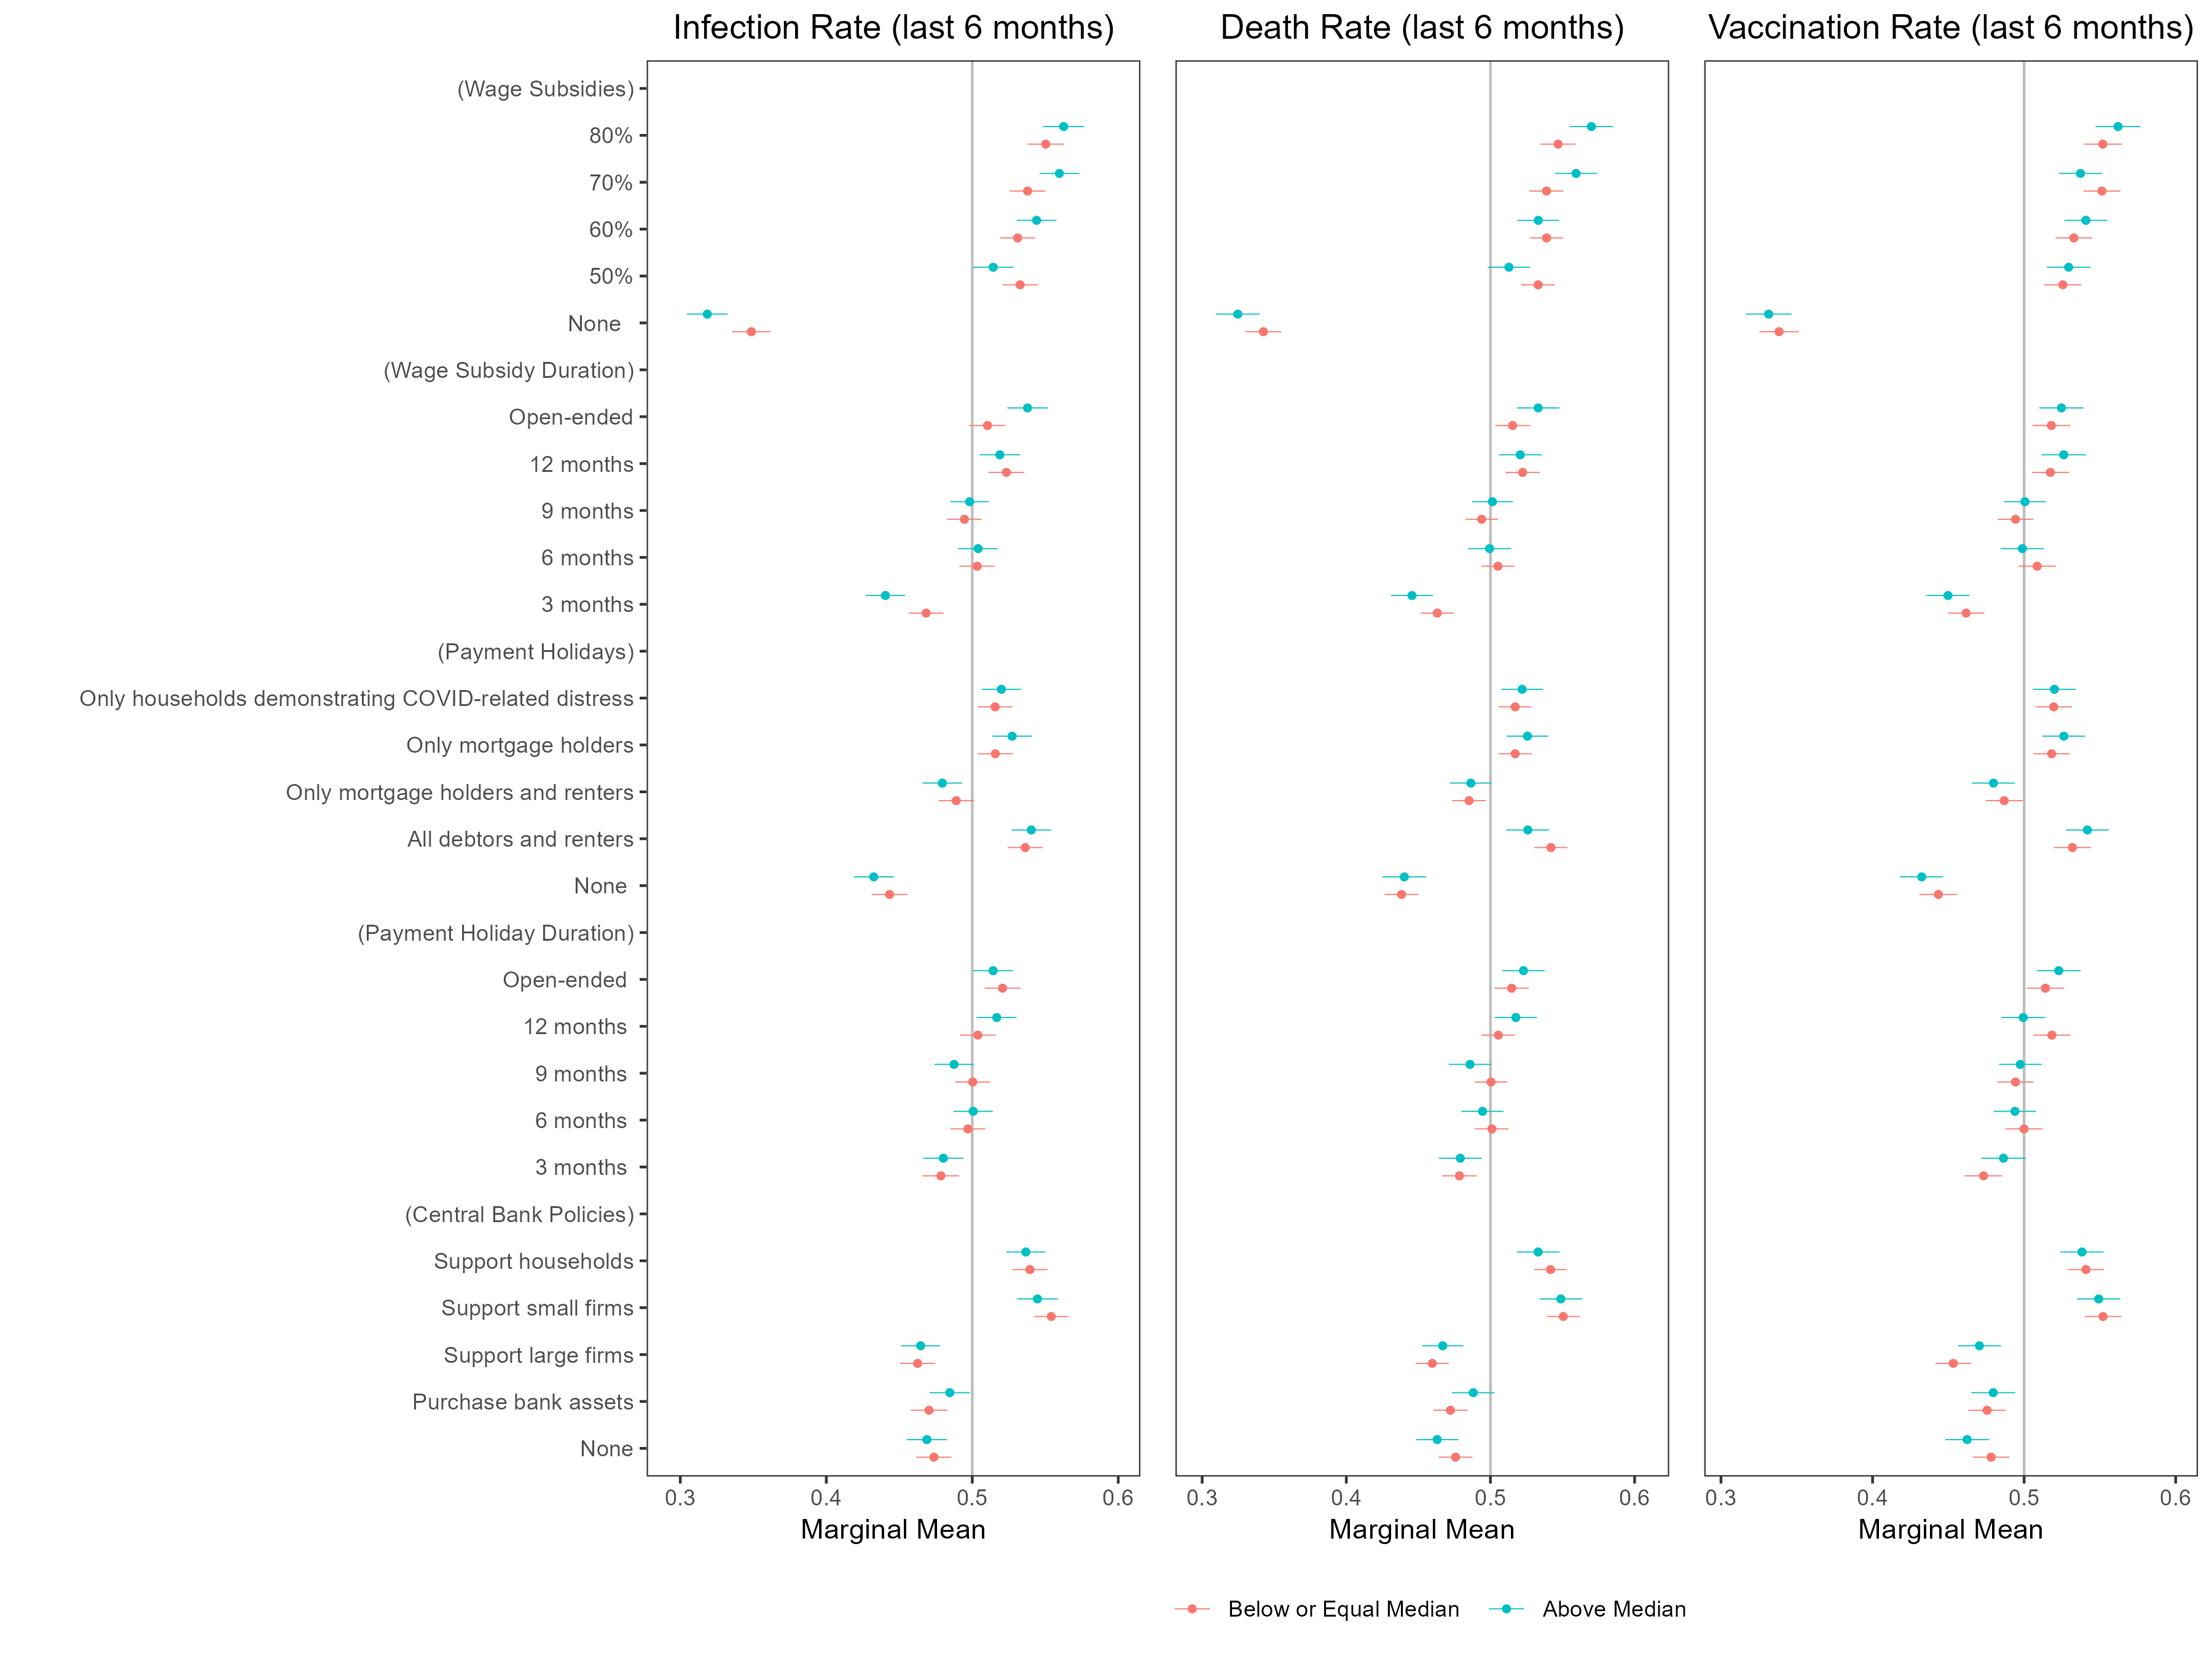 Infection Rate (last 6 months) Death Rate (last 6 months) Vaccination Rate (last 6 months)
(Wage Subsidies)
80%
70%
60%
50%
None
(Wage Subsidy Duration)
Open-ended
12 months
9 months
6 months
3 months
(Payment Holidays)
Only households demonstrating COVID-related distress
Only mortgage holders
Only mortgage holders and renters
All debtors and renters
None
(Payment Holiday Duration)
Open-ended
12 months
9 months
6 months
3 months
(Central Bank Policies)
Support households
Support small firms
Support large firms
Purchase bank assets
None
0.3 0.4 0.5 0.6 0.3 0.4 0.5 0.6 0.3 0.4 0.5 0.6
Marginal Mean Marginal Mean Marginal Mean
Below or Equal Median Above Median